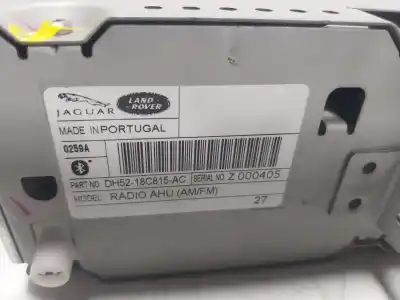 JAGUAR
LAND ROVER
MADE IN PORTUGAL
0259A
PART NO. DH52-18C815-AC SERIAL NO. Z 000405
MODEL RADIO AHU (AM/FM)
27